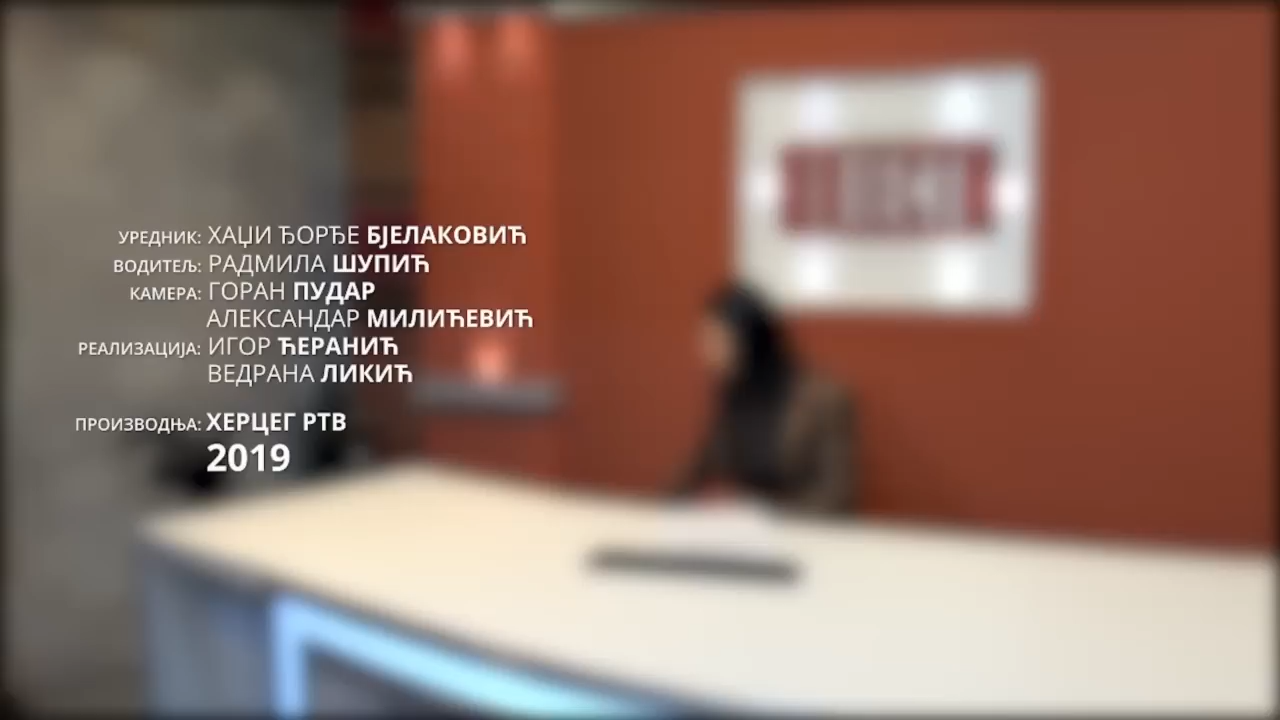 УРЕДНИК: ХАЏИ ЂОРЂЕ БЈЕЛАКОВИЋ
ВОДИТЕЉ: РАДМИЛА ШУПИЋ
КАМЕРА: ГОРАН ПУДАР
АЛЕКСАНДАР МИЛИЋЕВИЋ
РЕАЛИЗАЦИЈА: ИГОР ЋЕРАНИЋ
ВЕДРАНА ЛИКИЋ
ПРОИЗВОДЊА: ХЕРЦЕГ РТВ
2019